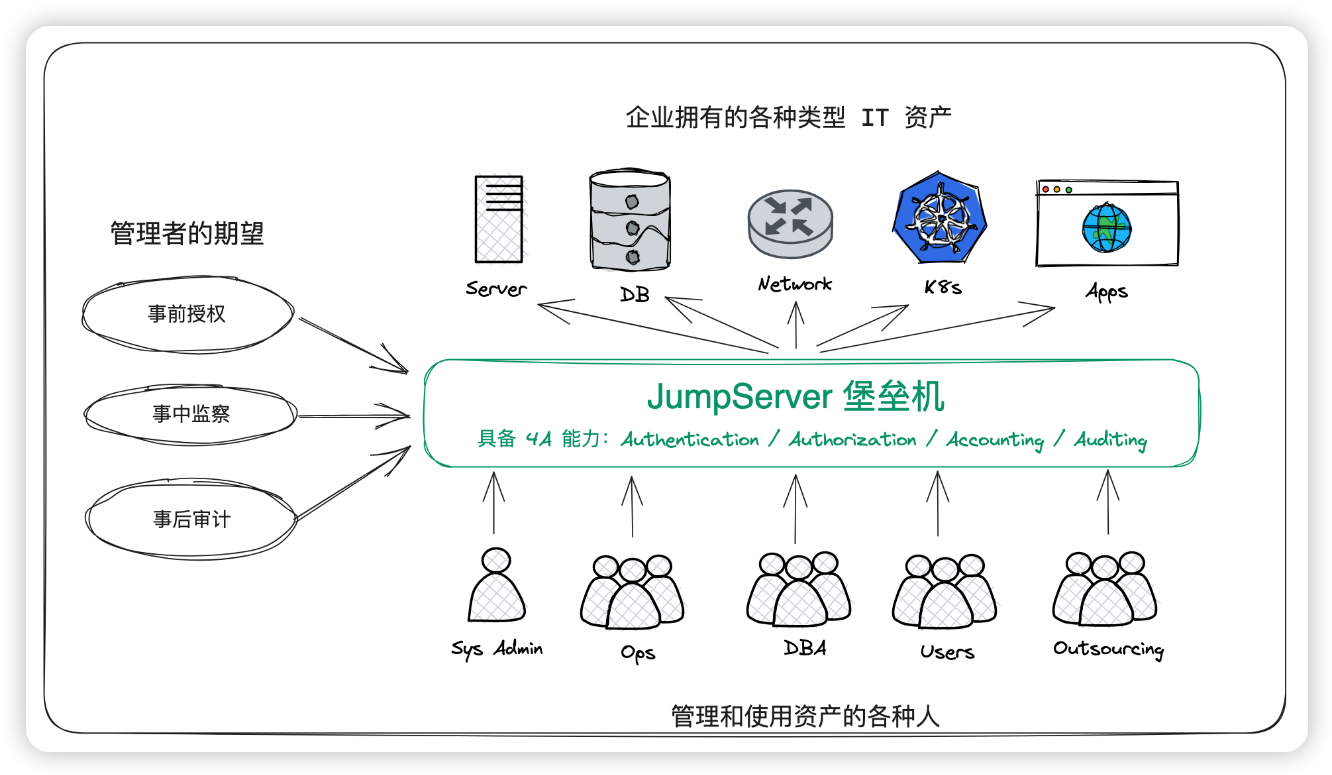 企业拥有的各种类型 IT 资产
管理者的期望
事前授权
事中监察
事后审计
Server
DB
Network
K8s
Apps
JumpServer 堡垒机
具备 4A 能力：Authentication / Authorization / Accounting / Auditing
Sys Admin
Ops
DBA
Users
Outsourcing
管理和使用资产的各种人